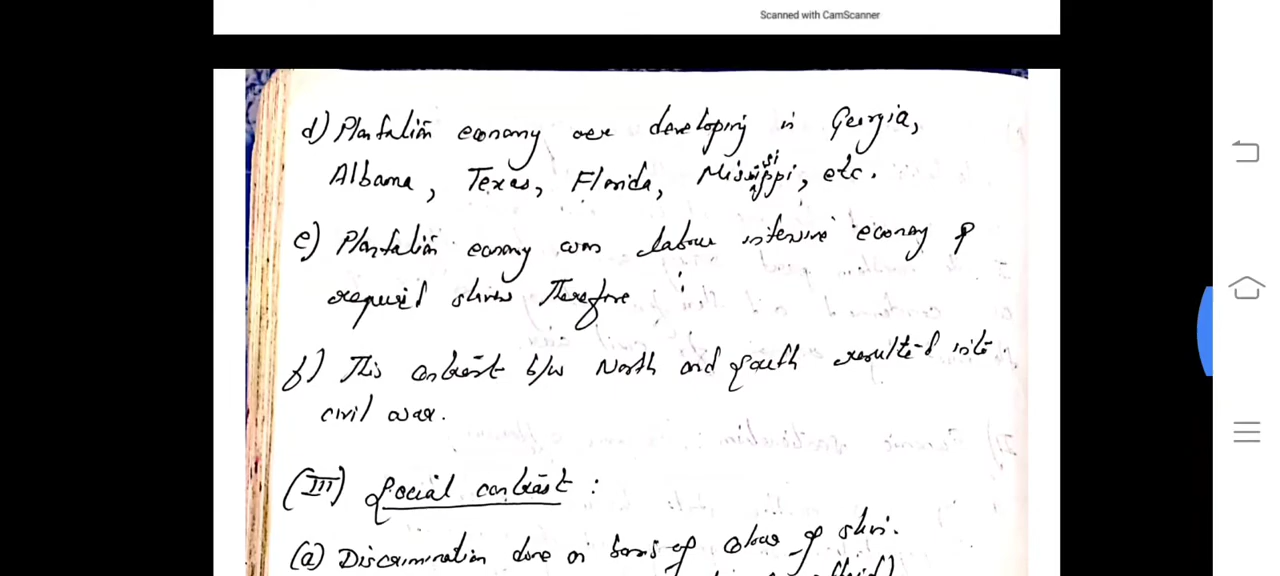 Scanned with CamScanner
d) Plantation economy were developing in Georgia,
Albama, Texas, Florida, Missisippi, etc.
e) Plantation economy was labour intensive economy &
required slaves therefore :
f) This contrast b/w North and South resulted into
civil war.
(III) Social contrast :
(a) Discrimination done on basis of colour of skin.